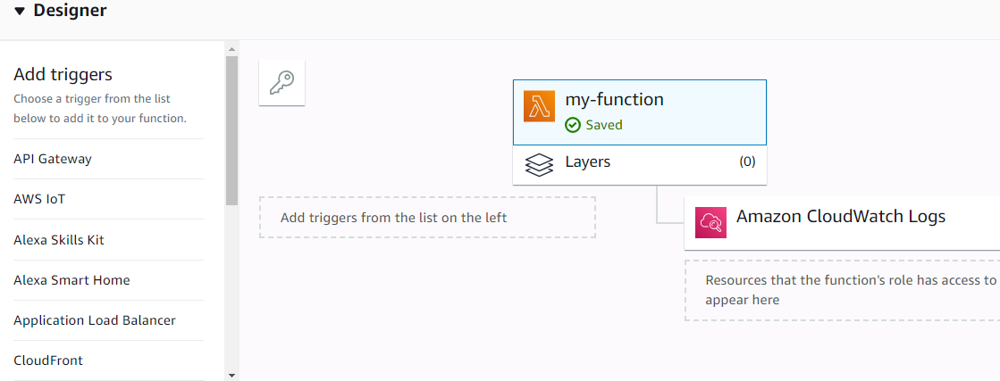 Designer
Add triggers
Choose a trigger from the list
below to add it to your function.
API Gateway
AWS IoT
Alexa Skills Kit
Alexa Smart Home
Application Load Balancer
CloudFront
my-function
Saved
Layers (0)
Add triggers from the list on the left
Amazon CloudWatch Logs
Resources that the function's role has access to
appear here